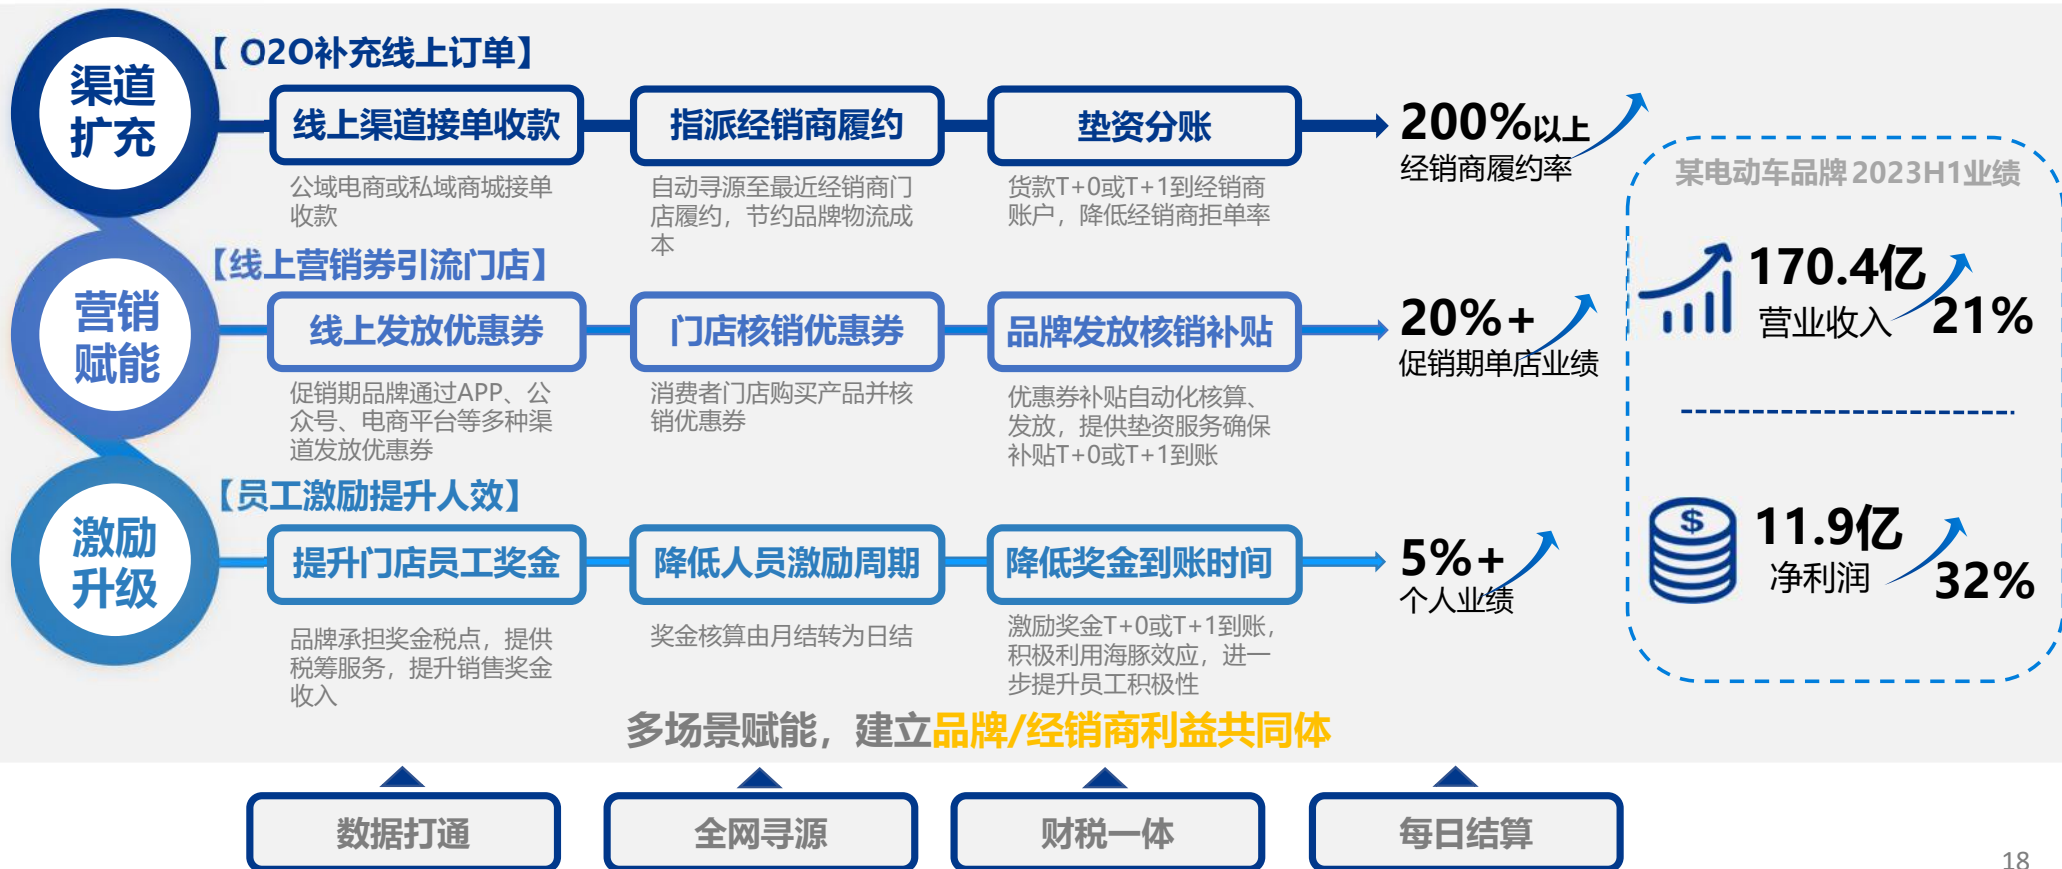 渠道
扩充
【 O2O补充线上订单】
线上渠道接单收款
指派经销商履约
垫资分账
200%以上
经销商履约率
公域电商或私域商城接单
收款
自动寻源至最近经销商门
店履约，节约品牌物流成
本
货款T+0或T+1到经销商
账户，降低经销商拒单率
营销
赋能
【线上营销券引流门店】
线上发放优惠券
门店核销优惠券
品牌发放核销补贴
20%+
促销期单店业绩
促销期品牌通过APP、公
众号、电商平台等多种渠
道发放优惠券
消费者门店购买产品并核
销优惠券
优惠券补贴自动化核算、
发放，提供垫资服务确保
补贴T+0或T+1到账
激励
升级
【员工激励提升人效】
提升门店员工奖金
降低人员激励周期
降低奖金到账时间
5%+
个人业绩
品牌承担奖金税点，提供
税筹服务，提升销售奖金
收入
奖金核算由月结转为日结
激励奖金T+0或T+1到账，
积极利用海豚效应，进一
步提升员工积极性
某电动车品牌2023H1业绩
170.4亿
营业收入
21%
$
11.9亿
净利润
32%
多场景赋能，建立品牌/经销商利益共同体
数据打通
全网寻源
财税一体
每日结算
18